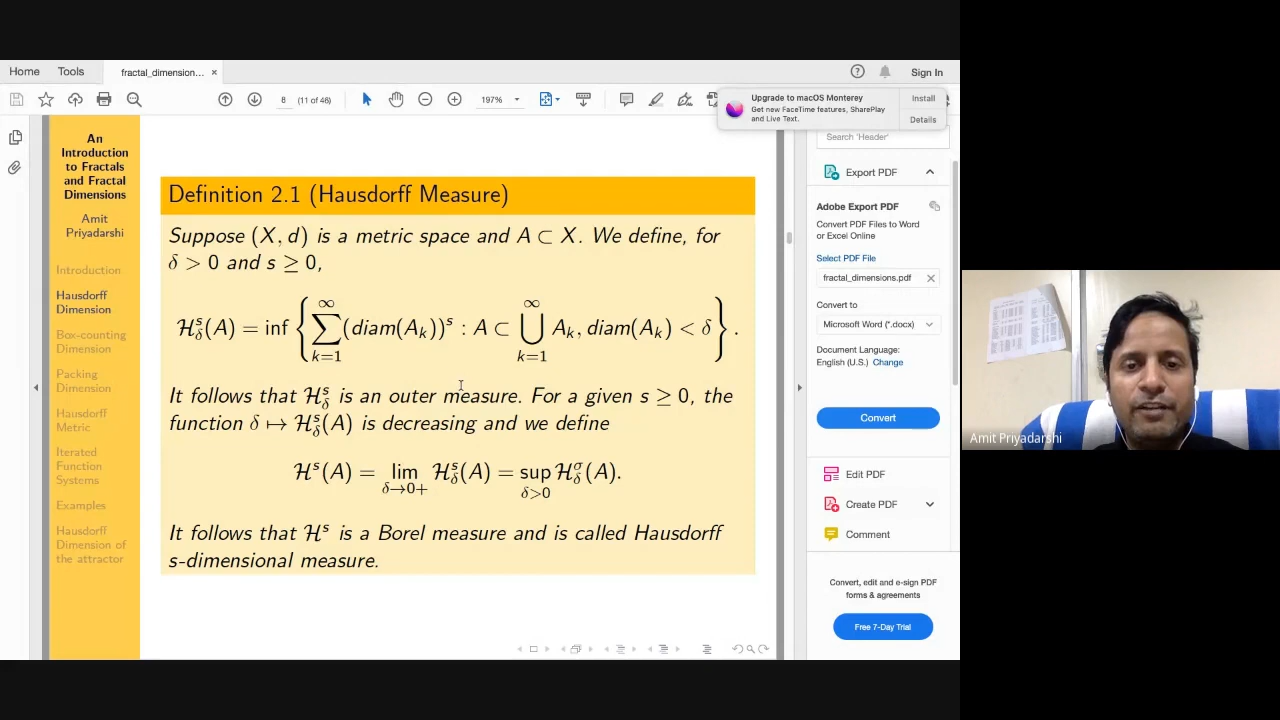 Home Tools fractal_dimension... ×
Sign In
8 (11 of 48) 197%
Upgrade to macOS Monterey
Get new FaceTime features, SharePlay and Live Text.
Install
Details
An
Introduction
to Fractals
and Fractal
Dimensions
Amit
Priyadarshi
Introduction
Hausdorff
Dimension
Box-counting
Dimension
Packing
Dimension
Hausdorff
Metric
Iterated
Function
Systems
Examples
Hausdorff
Dimension of
the attractor
Definition 2.1 (Hausdorff Measure)
Suppose (X, d) is a metric space and A ⊂ X. We define, for
δ > 0 and s ≥ 0,
ℋ^s_δ(A) = inf { ∑_{k=1}^{∞} (diam(A_k))^s : A ⊂ ⋃_{k=1}^{∞} A_k, diam(A_k) < δ } .
It follows that ℋ^s_δ is an outer measure. For a given s ≥ 0, the
function δ ↦ ℋ^s_δ(A) is decreasing and we define
ℋ^s(A) = lim_{δ→0+} ℋ^s_δ(A) = sup_{δ>0} ℋ^σ_δ(A).
It follows that ℋ^s is a Borel measure and is called Hausdorff
s-dimensional measure.
Search 'Header'
Export PDF
Adobe Export PDF
Convert PDF Files to Word
or Excel Online
Select PDF File
fractal_dimensions.pdf
Convert to
Microsoft Word (*.docx)
Document Language:
English (U.S.) Change
Convert
Edit PDF
Create PDF
Comment
Convert, edit and e-sign PDF
forms & agreements
Free 7-Day Trial
Amit Priyadarshi